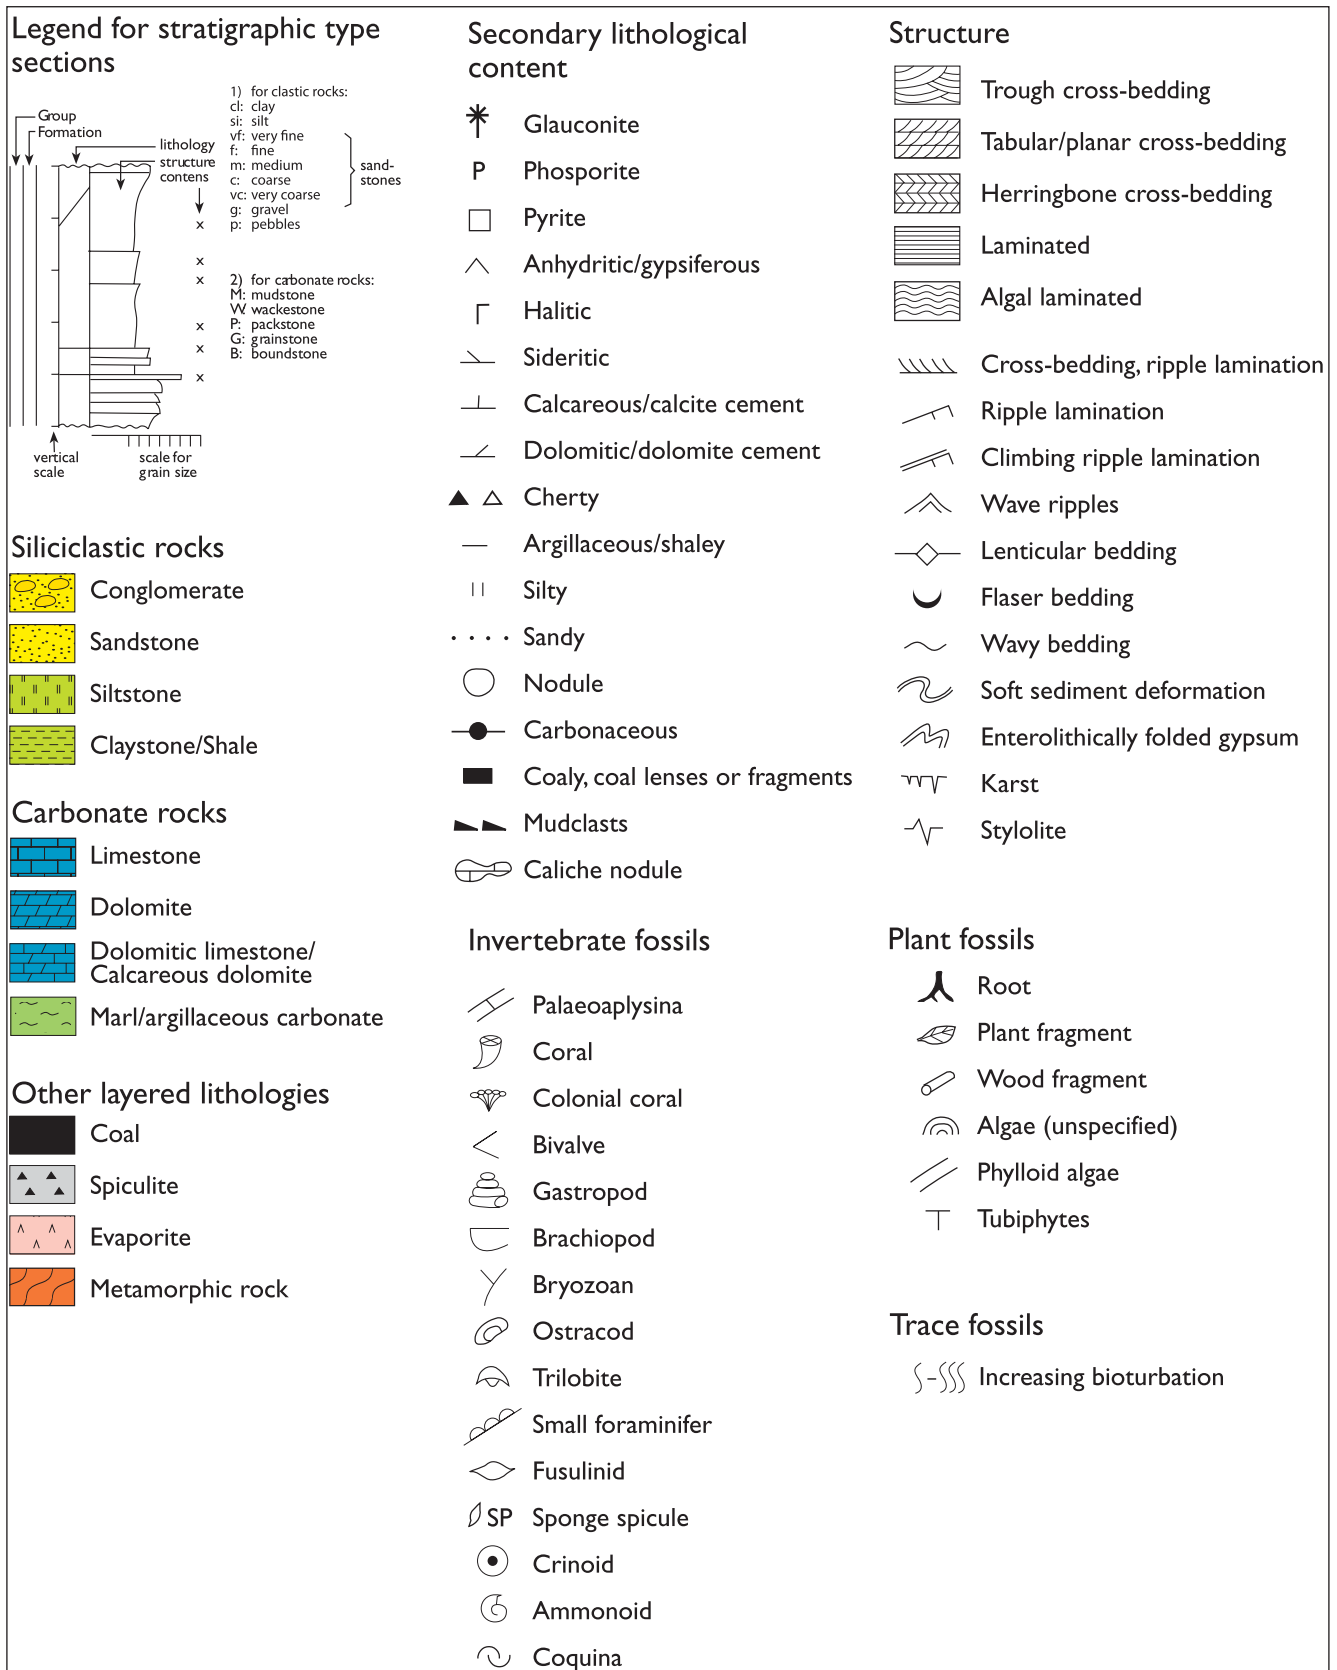 Legend for stratigraphic type
sections
Group
Formation
lithology
structure
contens
1) for clastic rocks:
cl: clay
si: silt
vf: very fine
f: fine
m: medium
c: coarse
vc: very coarse
g: gravel
p: pebbles
sand-
stones
x
x
x
2) for carbonate rocks:
M: mudstone
W: wackestone
P: packstone
G: grainstone
B: boundstone
x
x
x
vertical
scale
scale for
grain size
Siliciclastic rocks
Conglomerate
Sandstone
Siltstone
Claystone/Shale
Carbonate rocks
Limestone
Dolomite
Dolomitic limestone/
Calcareous dolomite
Marl/argillaceous carbonate
Other layered lithologies
Coal
Spiculite
Evaporite
Metamorphic rock
Secondary lithological
content
Glauconite
P Phosporite
Pyrite
Anhydritic/gypsiferous
Halitic
Sideritic
Calcareous/calcite cement
Dolomitic/dolomite cement
Cherty
Argillaceous/shaley
Silty
Sandy
Nodule
Carbonaceous
Coaly, coal lenses or fragments
Mudclasts
Caliche nodule
Invertebrate fossils
Palaeoaplysina
Coral
Colonial coral
Bivalve
Gastropod
Brachiopod
Bryozoan
Ostracod
Trilobite
Small foraminifer
Fusulinid
SP Sponge spicule
Crinoid
Ammonoid
Coquina
Structure
Trough cross-bedding
Tabular/planar cross-bedding
Herringbone cross-bedding
Laminated
Algal laminated
Cross-bedding, ripple lamination
Ripple lamination
Climbing ripple lamination
Wave ripples
Lenticular bedding
Flaser bedding
Wavy bedding
Soft sediment deformation
Enterolithically folded gypsum
Karst
Stylolite
Plant fossils
Root
Plant fragment
Wood fragment
Algae (unspecified)
Phylloid algae
Tubiphytes
Trace fossils
Increasing bioturbation